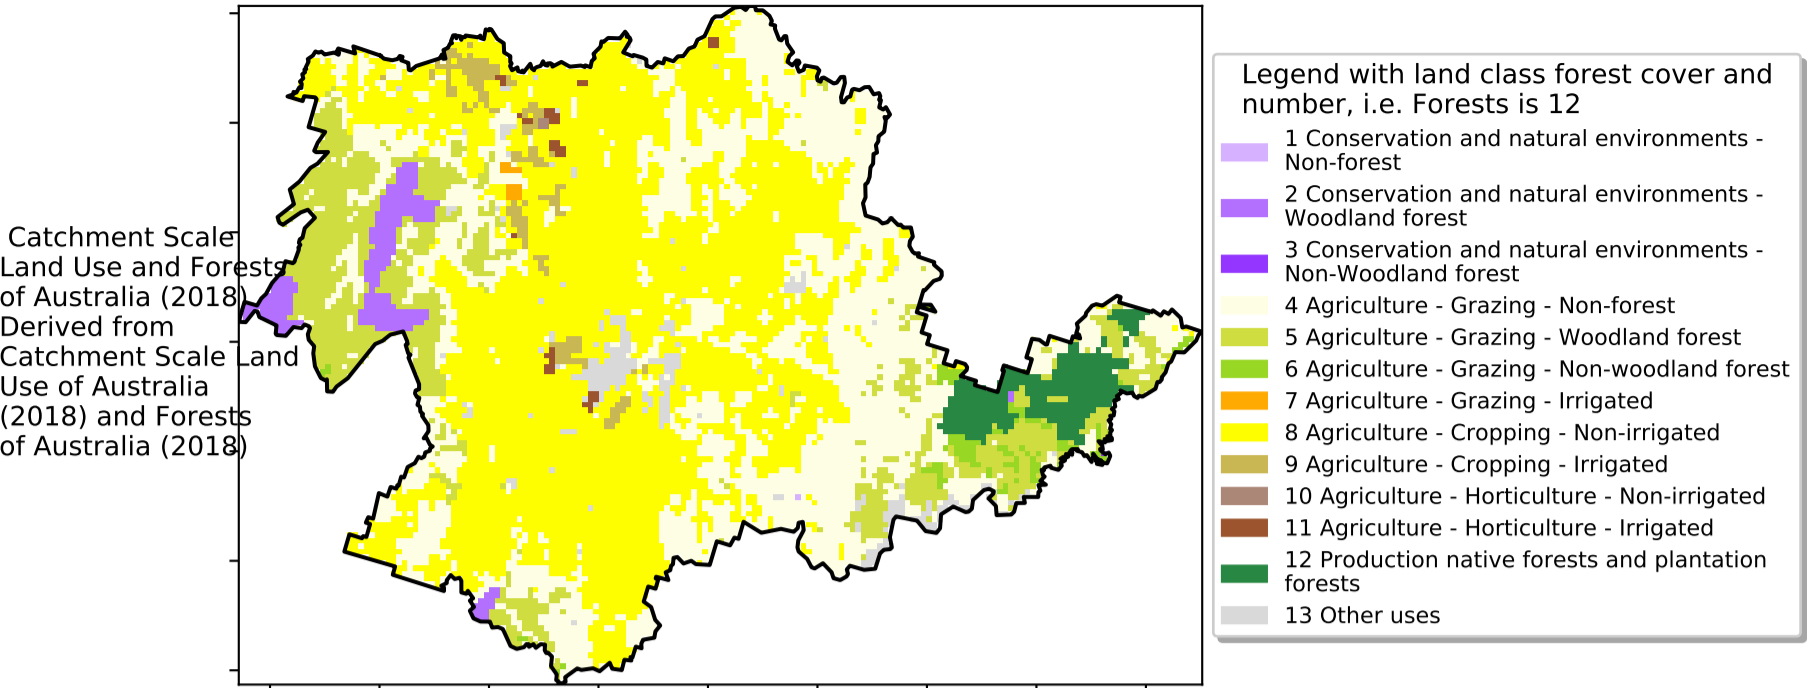 Catchment Scale
Land Use and Forests
of Australia (2018)
Derived from
Catchment Scale Land
Use of Australia
(2018) and Forests
of Australia (2018)
Legend with land class forest cover and
number, i.e. Forests is 12
1 Conservation and natural environments -
Non-forest
2 Conservation and natural environments -
Woodland forest
3 Conservation and natural environments -
Non-Woodland forest
4 Agriculture - Grazing - Non-forest
5 Agriculture - Grazing - Woodland forest
6 Agriculture - Grazing - Non-woodland forest
7 Agriculture - Grazing - Irrigated
8 Agriculture - Cropping - Non-irrigated
9 Agriculture - Cropping - Irrigated
10 Agriculture - Horticulture - Non-irrigated
11 Agriculture - Horticulture - Irrigated
12 Production native forests and plantation
forests
13 Other uses